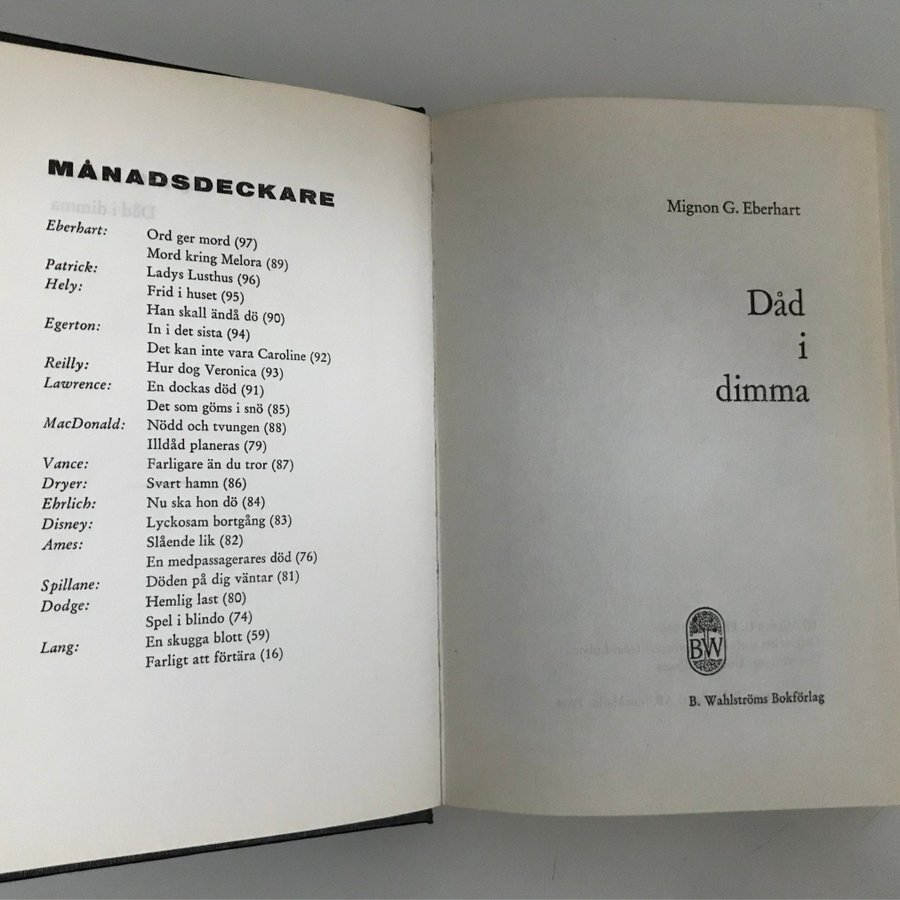 MÅNADSDECKARE
Eberhart: Ord ger mord (97)
Mord kring Melora (89)
Patrick: Ladys Lusthus (96)
Hely: Frid i huset (95)
Han skall ändå dö (90)
Egerton: In i det sista (94)
Det kan inte vara Caroline (92)
Reilly: Hur dog Veronica (93)
Lawrence: En dockas död (91)
Det som göms i snö (85)
MacDonald: Nödd och tvungen (88)
Illdåd planeras (79)
Vance: Farligare än du tror (87)
Dryer: Svart hamn (86)
Ehrlich: Nu ska hon dö (84)
Disney: Lyckosam bortgång (83)
Ames: Slående lik (82)
En medpassagerares död (76)
Spillane: Döden på dig väntar (81)
Dodge: Hemlig last (80)
Spel i blindo (74)
Lang: En skugga blott (59)
Farligt att förtära (16)
Mignon G. Eberhart
Dåd
i
dimma
BW
B. Wahlströms Bokförlag